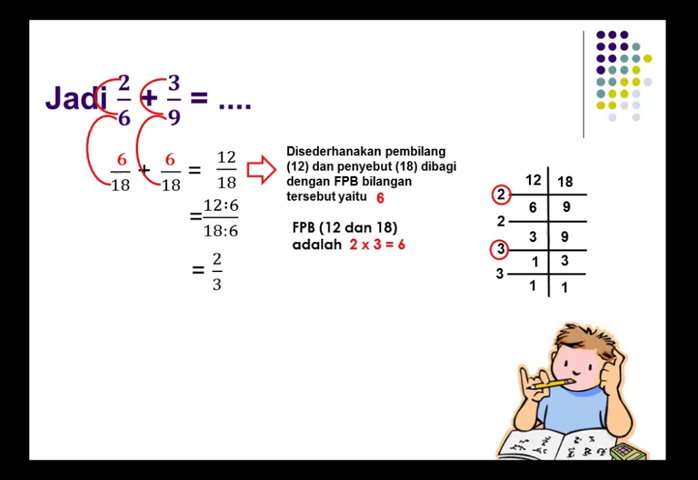 Jadi 2/6 + 3/9 = ....
6/18 + 6/18 = 12/18
=12:6/18:6
= 2/3
Disederhanakan pembilang
(12) dan penyebut (18) dibagi
dengan FPB bilangan
tersebut yaitu 6
FPB (12 dan 18)
adalah 2 x 3 = 6
12 18
2
6 9
2
3 9
3
1 3
3
1 1